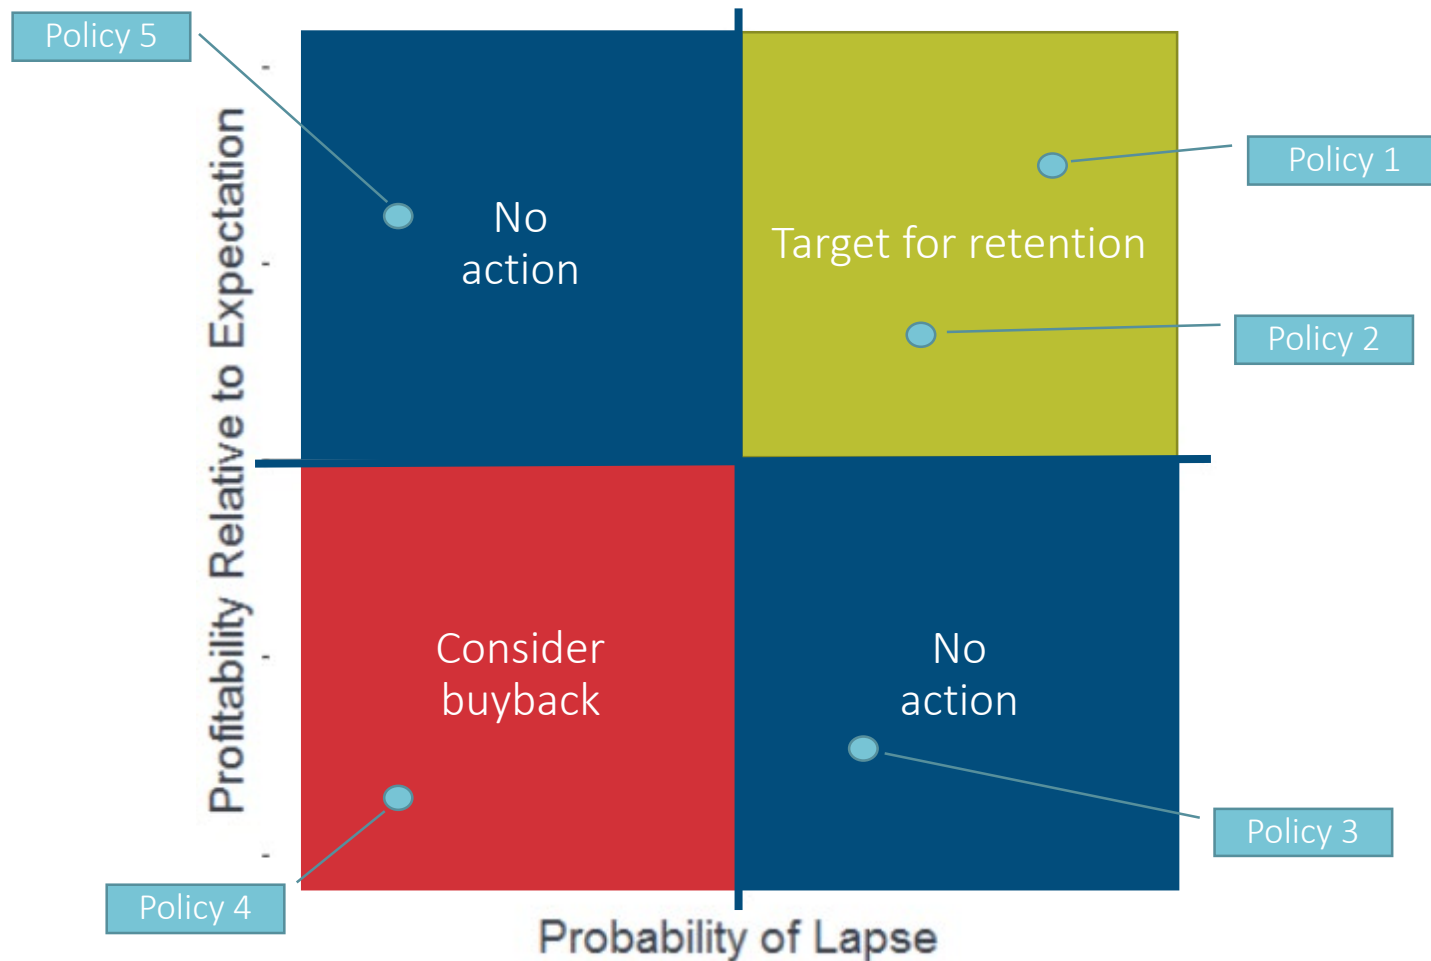 Policy 5
Policy 1
No
action
Target for retention
Policy 2
Profitability Relative to Expectation
Consider
buyback
No
action
Policy 3
Policy 4
Probability of Lapse